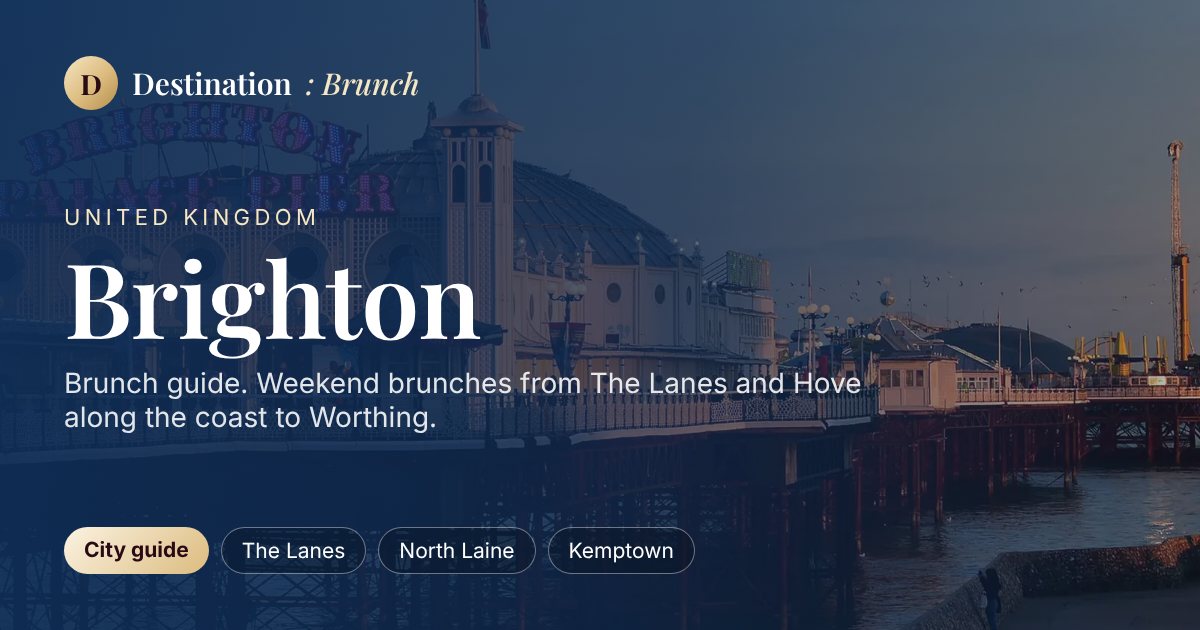 D
Destination : Brunch
BRIGHTON
PALACE PIER
UNITED KINGDOM
Brighton
Brunch guide. Weekend brunches from The Lanes and Hove
along the coast to Worthing.
City guide
The Lanes
North Laine
Kemptown